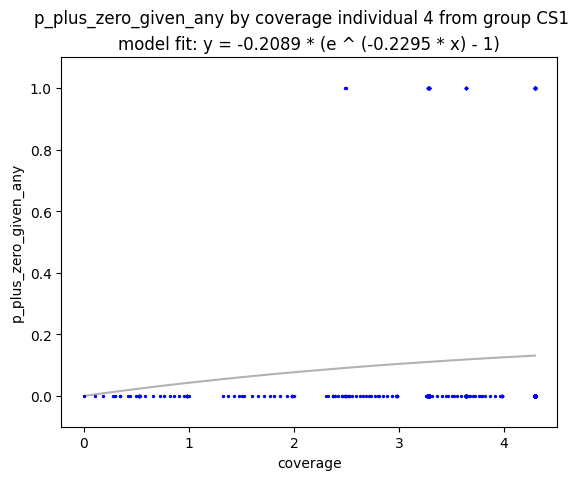 p_plus_zero_given_any by coverage individual 4 from group CS1
model fit: y = -0.2089 * (e ^ (-0.2295 * x) - 1)
1.0
0.8
0.6
0.4
0.2
0.0
p_plus_zero_given_any
0 1 2 3 4
coverage